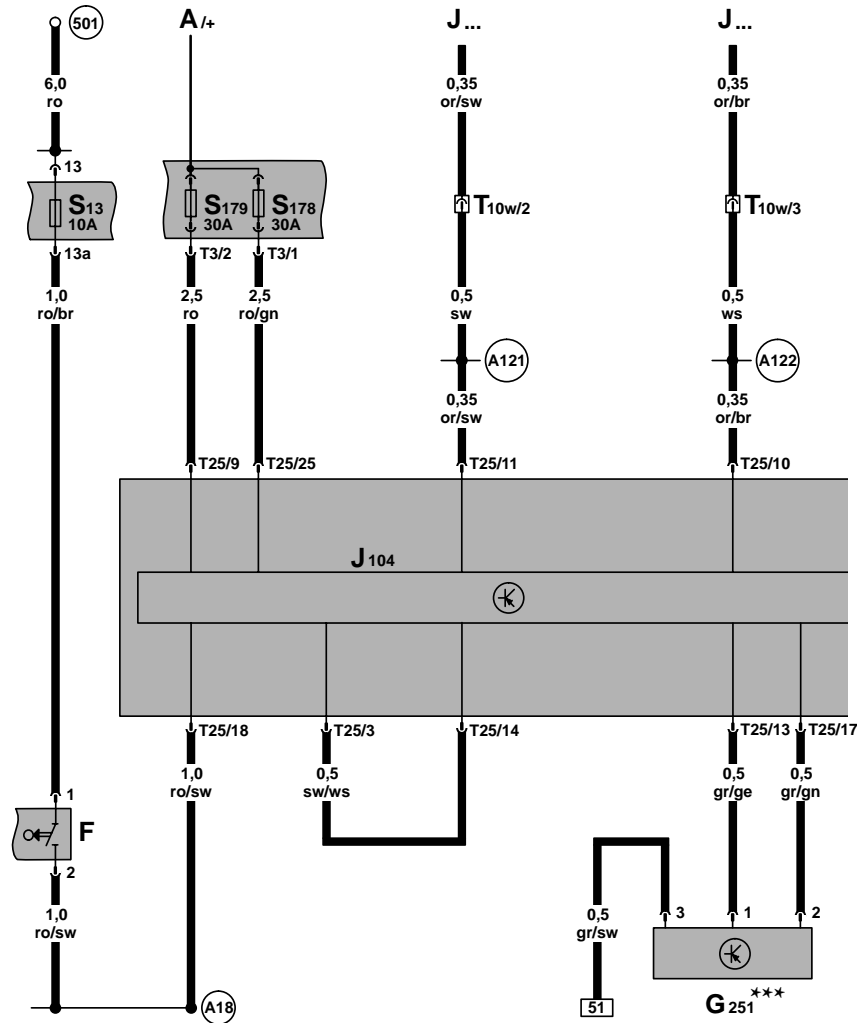 501 A/+ J... J...
6,0 0,35 0,35
ro or/sw or/br
13
S13 S179 S178 T10w/2 T10w/3
10A 30A 30A
13a T3/2 T3/1
1,0 2,5 2,5 0,5 0,5
ro/br ro ro/gn sw ws
A121 A122
0,35 0,35
or/sw or/br
T25/9 T25/25 T25/11 T25/10
J104
T25/18 T25/3 T25/14 T25/13 T25/17
1,0 0,5 0,5 0,5
ro/sw sw/ws gr/ge gr/gn
1
F
2
1,0 0,5 3 1 2
ro/sw gr/sw
A18 51 G251 ***